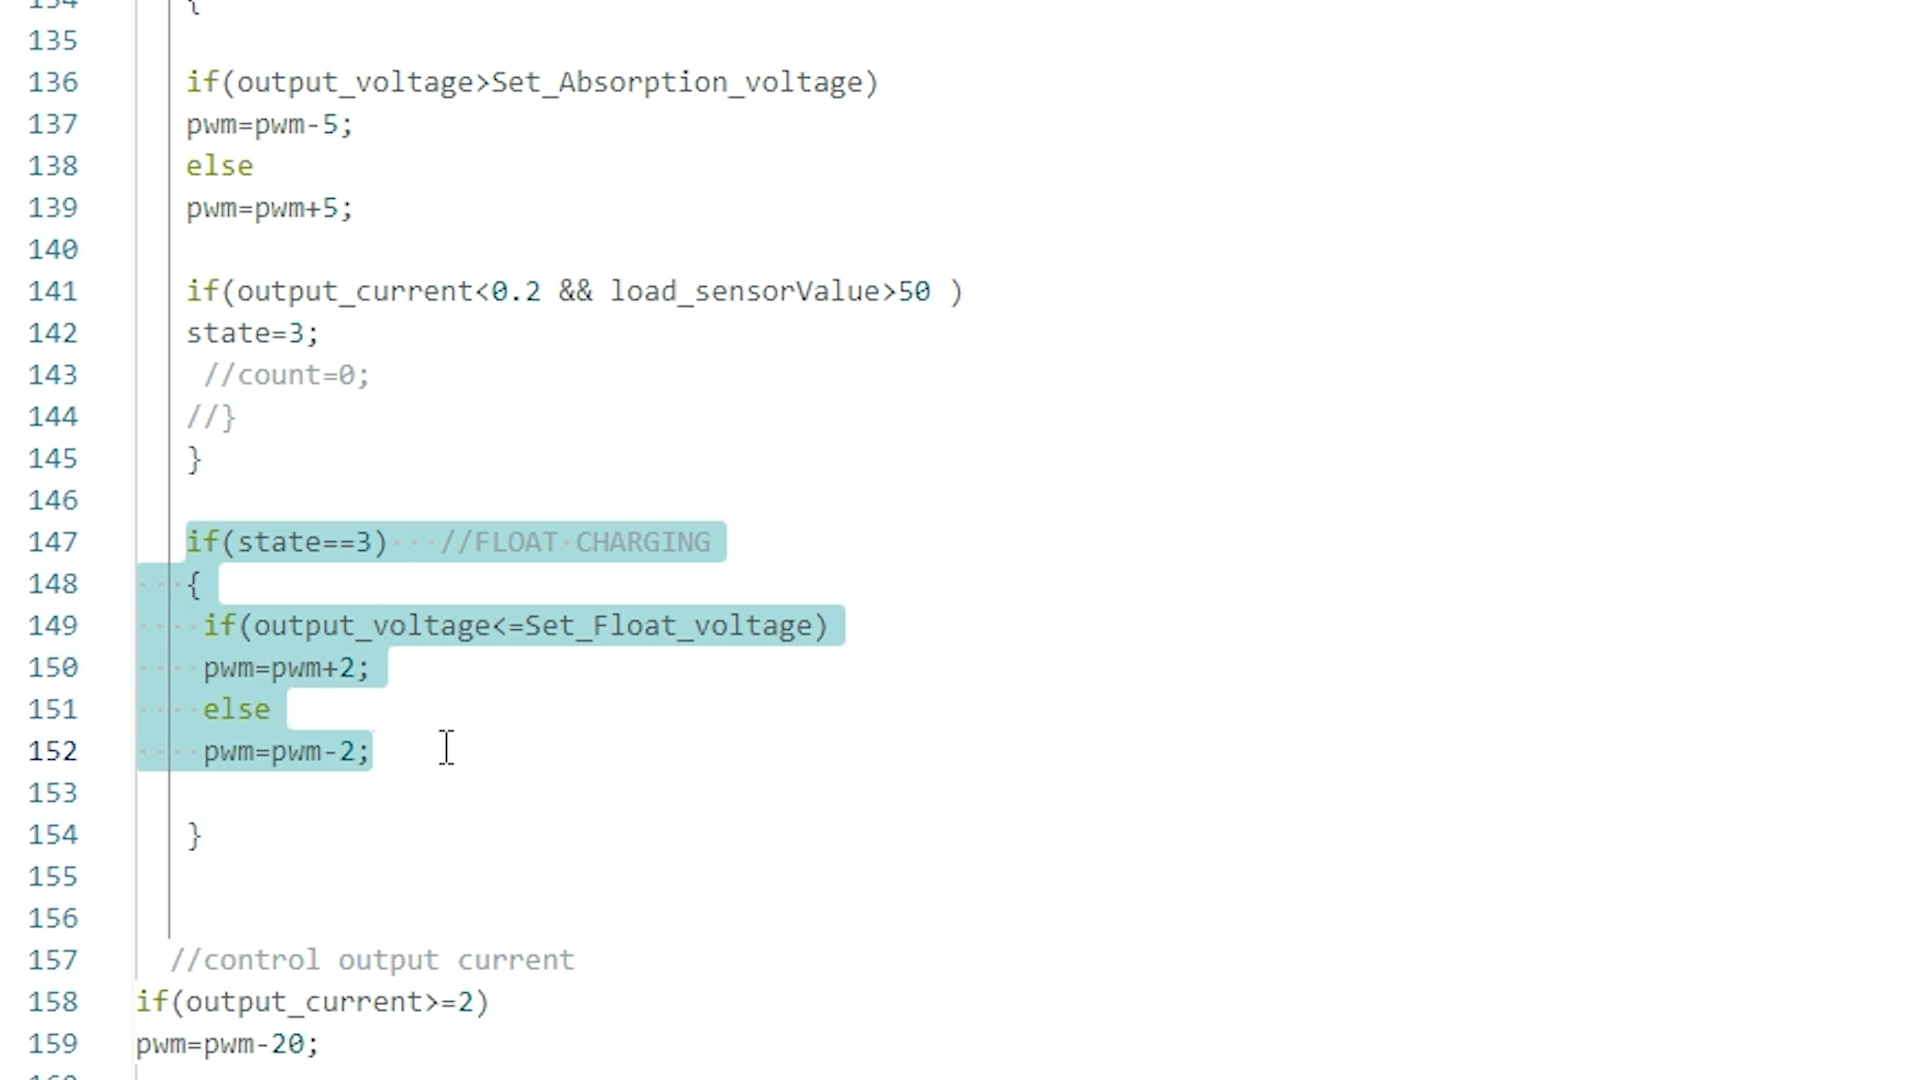 {
135
136 if(output_voltage>Set_Absorption_voltage)
137 pwm=pwm-5;
138 else
139 pwm=pwm+5;
140
141 if(output_current<0.2 && load_sensorValue>50 )
142 state=3;
143 //count=0;
144 //}
145 }
146
147 if(state==3) //FLOAT CHARGING
148 {
149 if(output_voltage<=Set_Float_voltage)
150 pwm=pwm+2;
151 else
152 pwm=pwm-2;
153
154 }
155
156
157 //control output current
158 if(output_current>=2)
159 pwm=pwm-20;